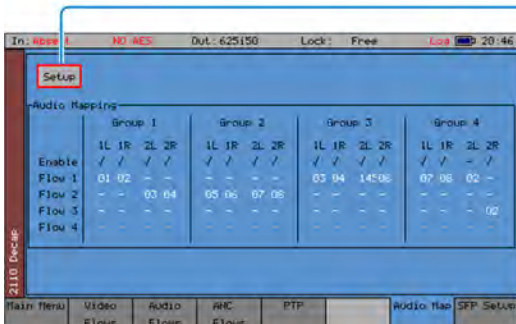 In: Absent NO AES Out: 625i50 Lock: Free Log 20:46
Setup
Audio Mapping
Group 1 Group 2 Group 3 Group 4
1L 1R 2L 2R 1L 1R 2L 2R 1L 1R 2L 2R 1L 1R 2L 2R
Enable ✓ ✓ ✓ ✓ ✓ ✓ ✓ ✓ ✓ ✓ ✓ ✓ ✓ ✓ - ✓
Flow 1 01 02 - - - - - - 03 04 14 06 07 08 02 -
Flow 2 - - 03 04 05 06 07 08 - - - - - - - -
Flow 3 - - - - - - - - - - - - - - - 02
Flow 4 - - - - - - - - - - - - - - - -
2110 Decap
Main Menu Video Flows Audio Flows ANC Flows PTP Audio Map SFP Setup